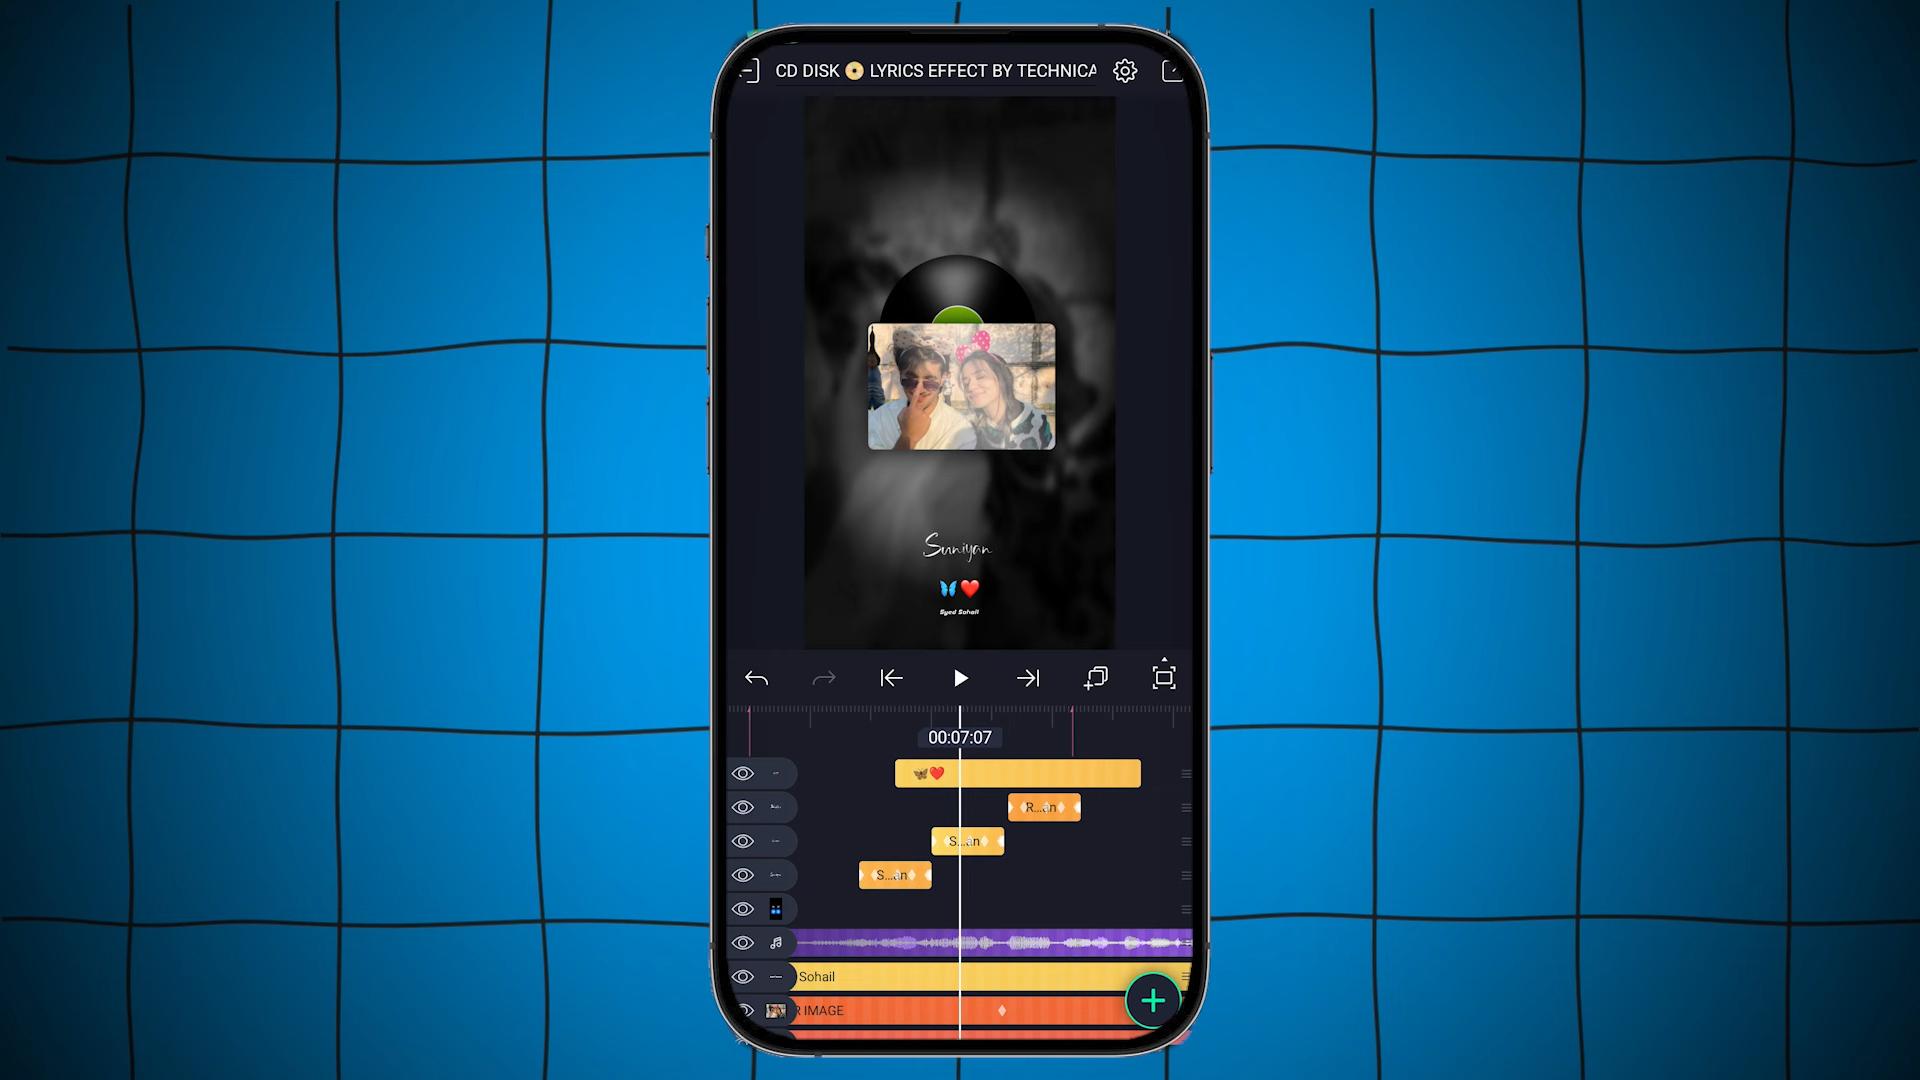 CD DISK 📀 LYRICS EFFECT BY TECHNICA
Suniyan
🦋❤️
Syed Sohail
00:07:07
🦋❤️
R...an
S...an
S...an
Sohail
R IMAGE